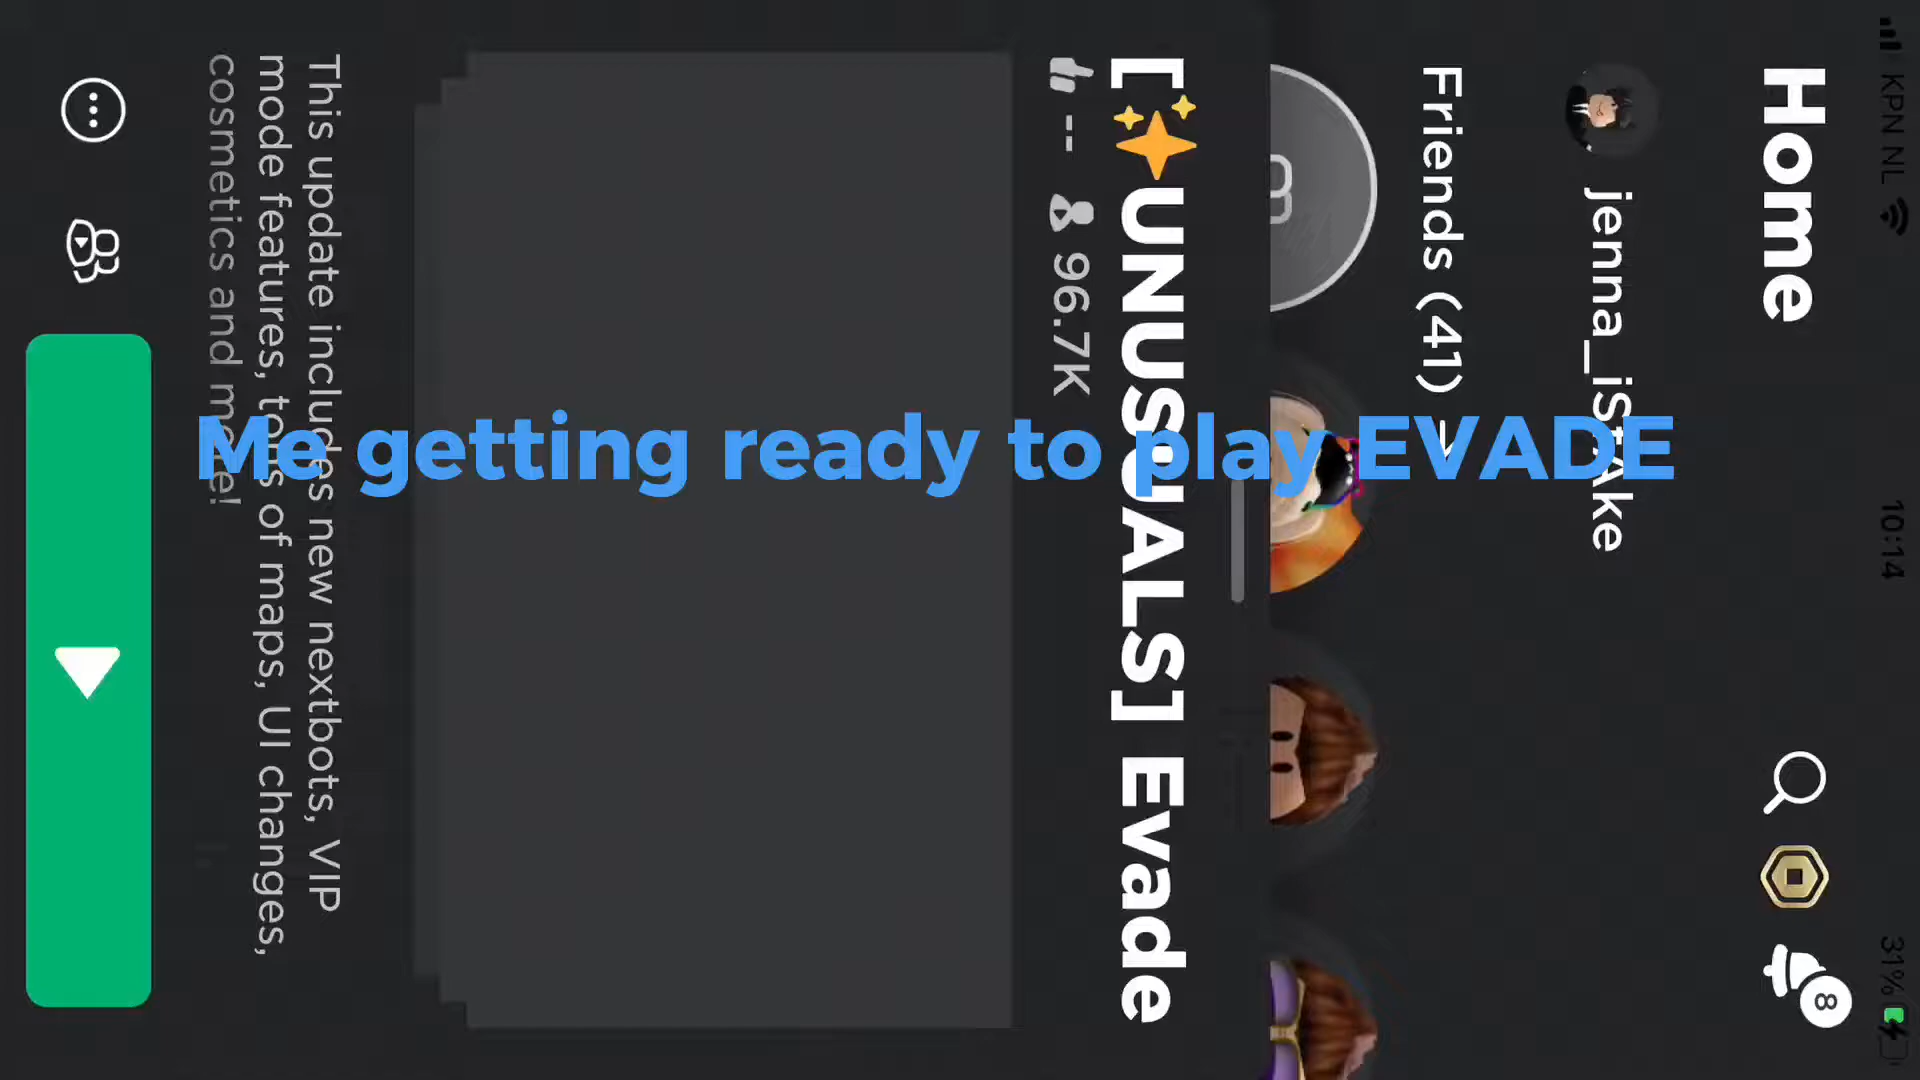 KPN NL 10:14 31%
Home
8
jenna_iStAke
Friends (41) →
[✨UNUSUALS] Evade
-- 96.7K
This update includes new nextbots, VIP
mode features, tons of maps, UI changes,
cosmetics and more!
Me getting ready to play EVADE